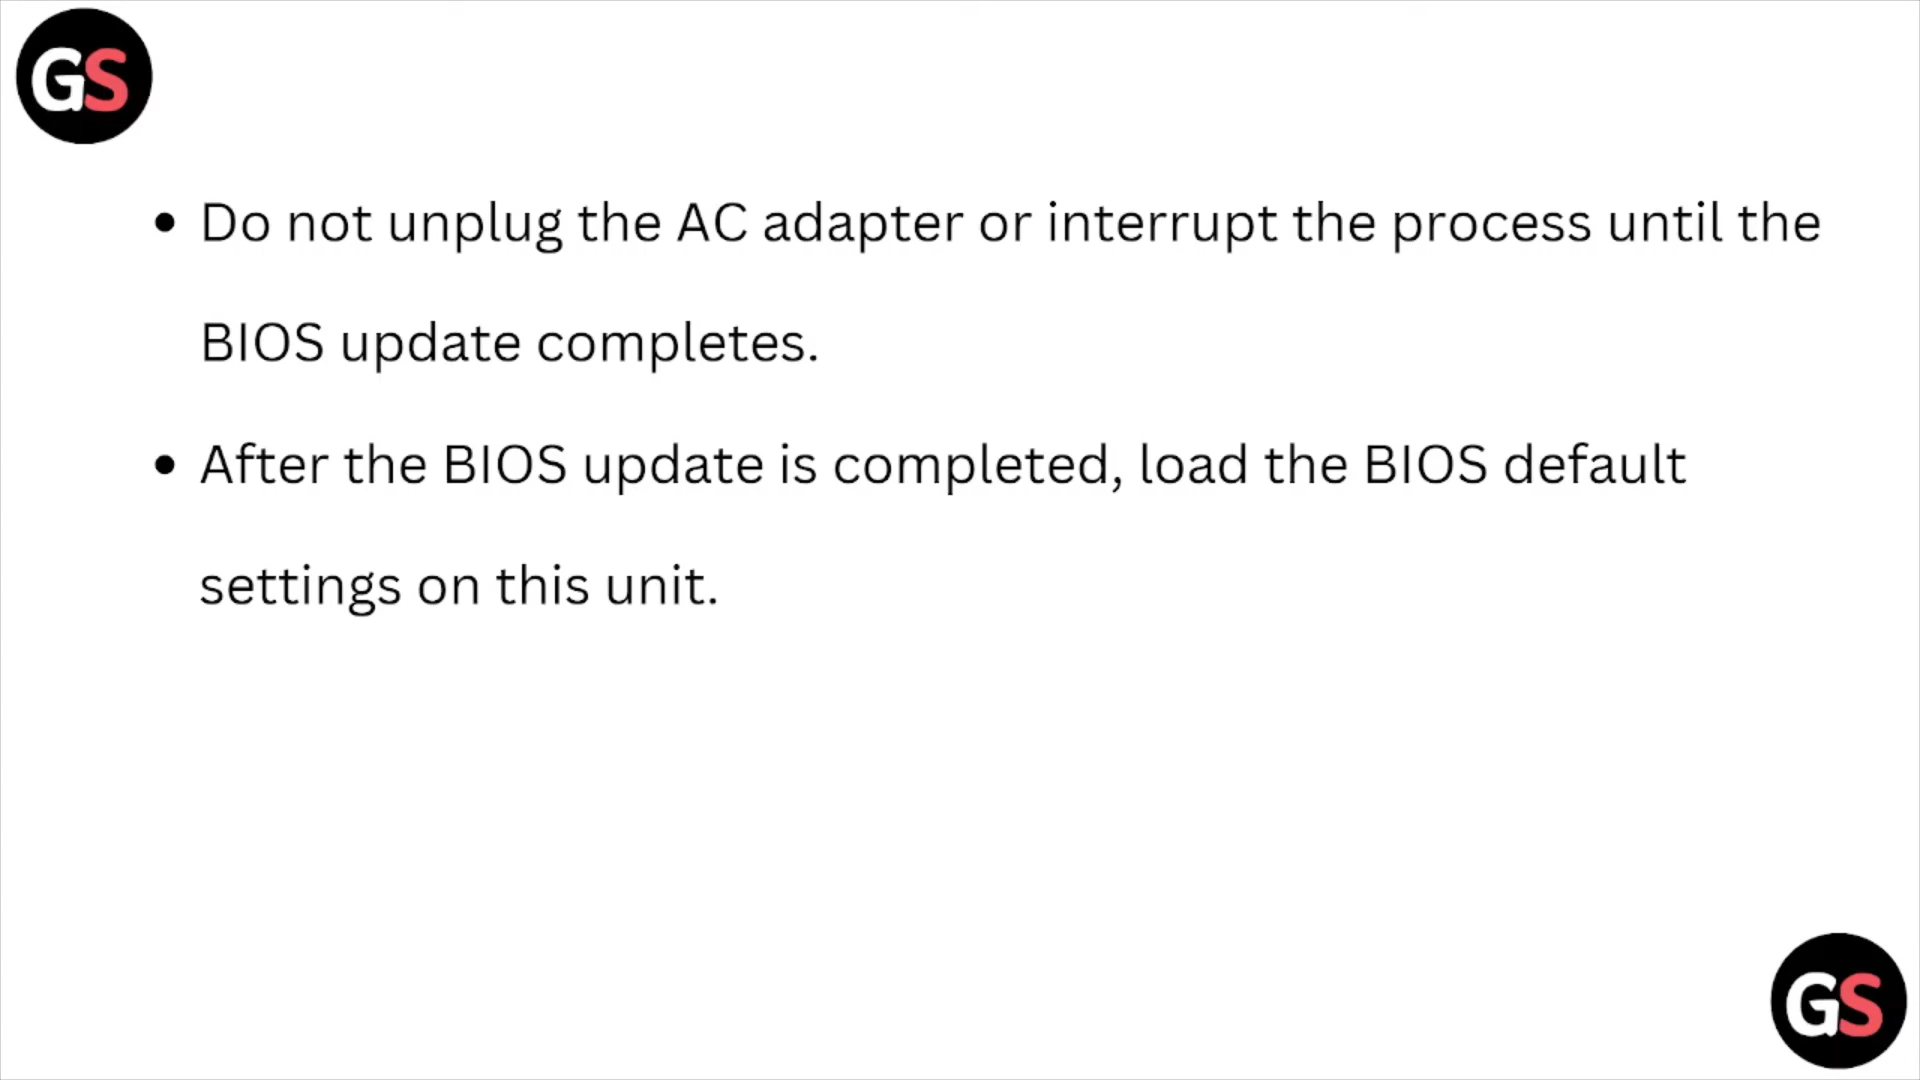 GS
• Do not unplug the AC adapter or interrupt the process until the
BIOS update completes.
• After the BIOS update is completed, load the BIOS default
settings on this unit.
GS